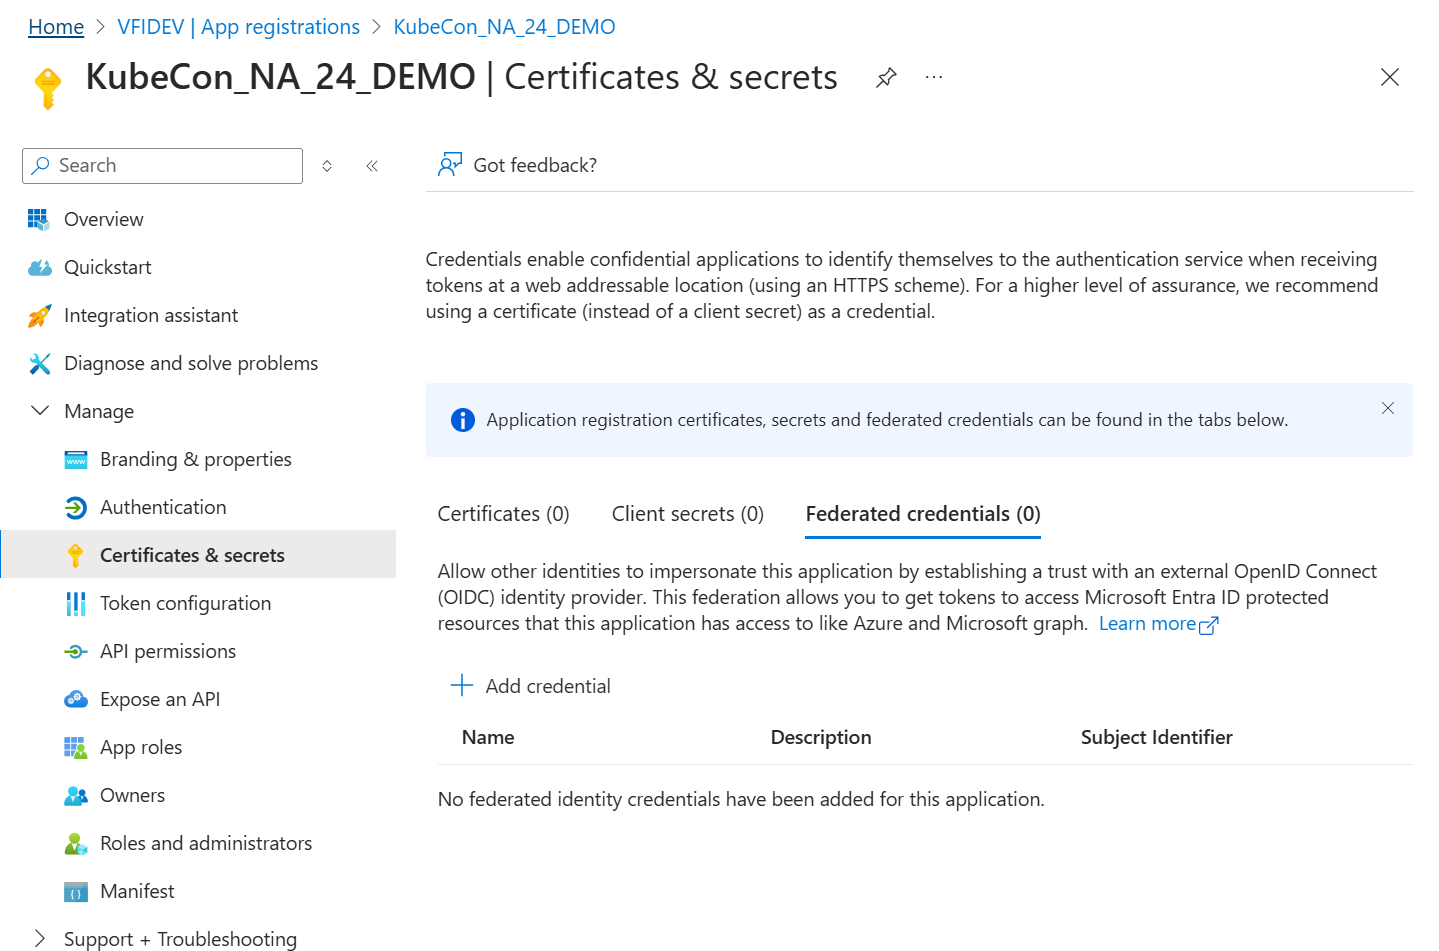 Home > VFIDEV | App registrations > KubeCon_NA_24_DEMO
KubeCon_NA_24_DEMO | Certificates & secrets ...
Search
Overview
Quickstart
Integration assistant
Diagnose and solve problems
Manage
Branding & properties
Authentication
Certificates & secrets
Token configuration
API permissions
Expose an API
App roles
Owners
Roles and administrators
Manifest
Support + Troubleshooting
Got feedback?
Credentials enable confidential applications to identify themselves to the authentication service when receiving
tokens at a web addressable location (using an HTTPS scheme). For a higher level of assurance, we recommend
using a certificate (instead of a client secret) as a credential.
Application registration certificates, secrets and federated credentials can be found in the tabs below.
Certificates (0) Client secrets (0) Federated credentials (0)
Allow other identities to impersonate this application by establishing a trust with an external OpenID Connect
(OIDC) identity provider. This federation allows you to get tokens to access Microsoft Entra ID protected
resources that this application has access to like Azure and Microsoft graph. Learn more
Add credential
Name Description Subject Identifier
No federated identity credentials have been added for this application.